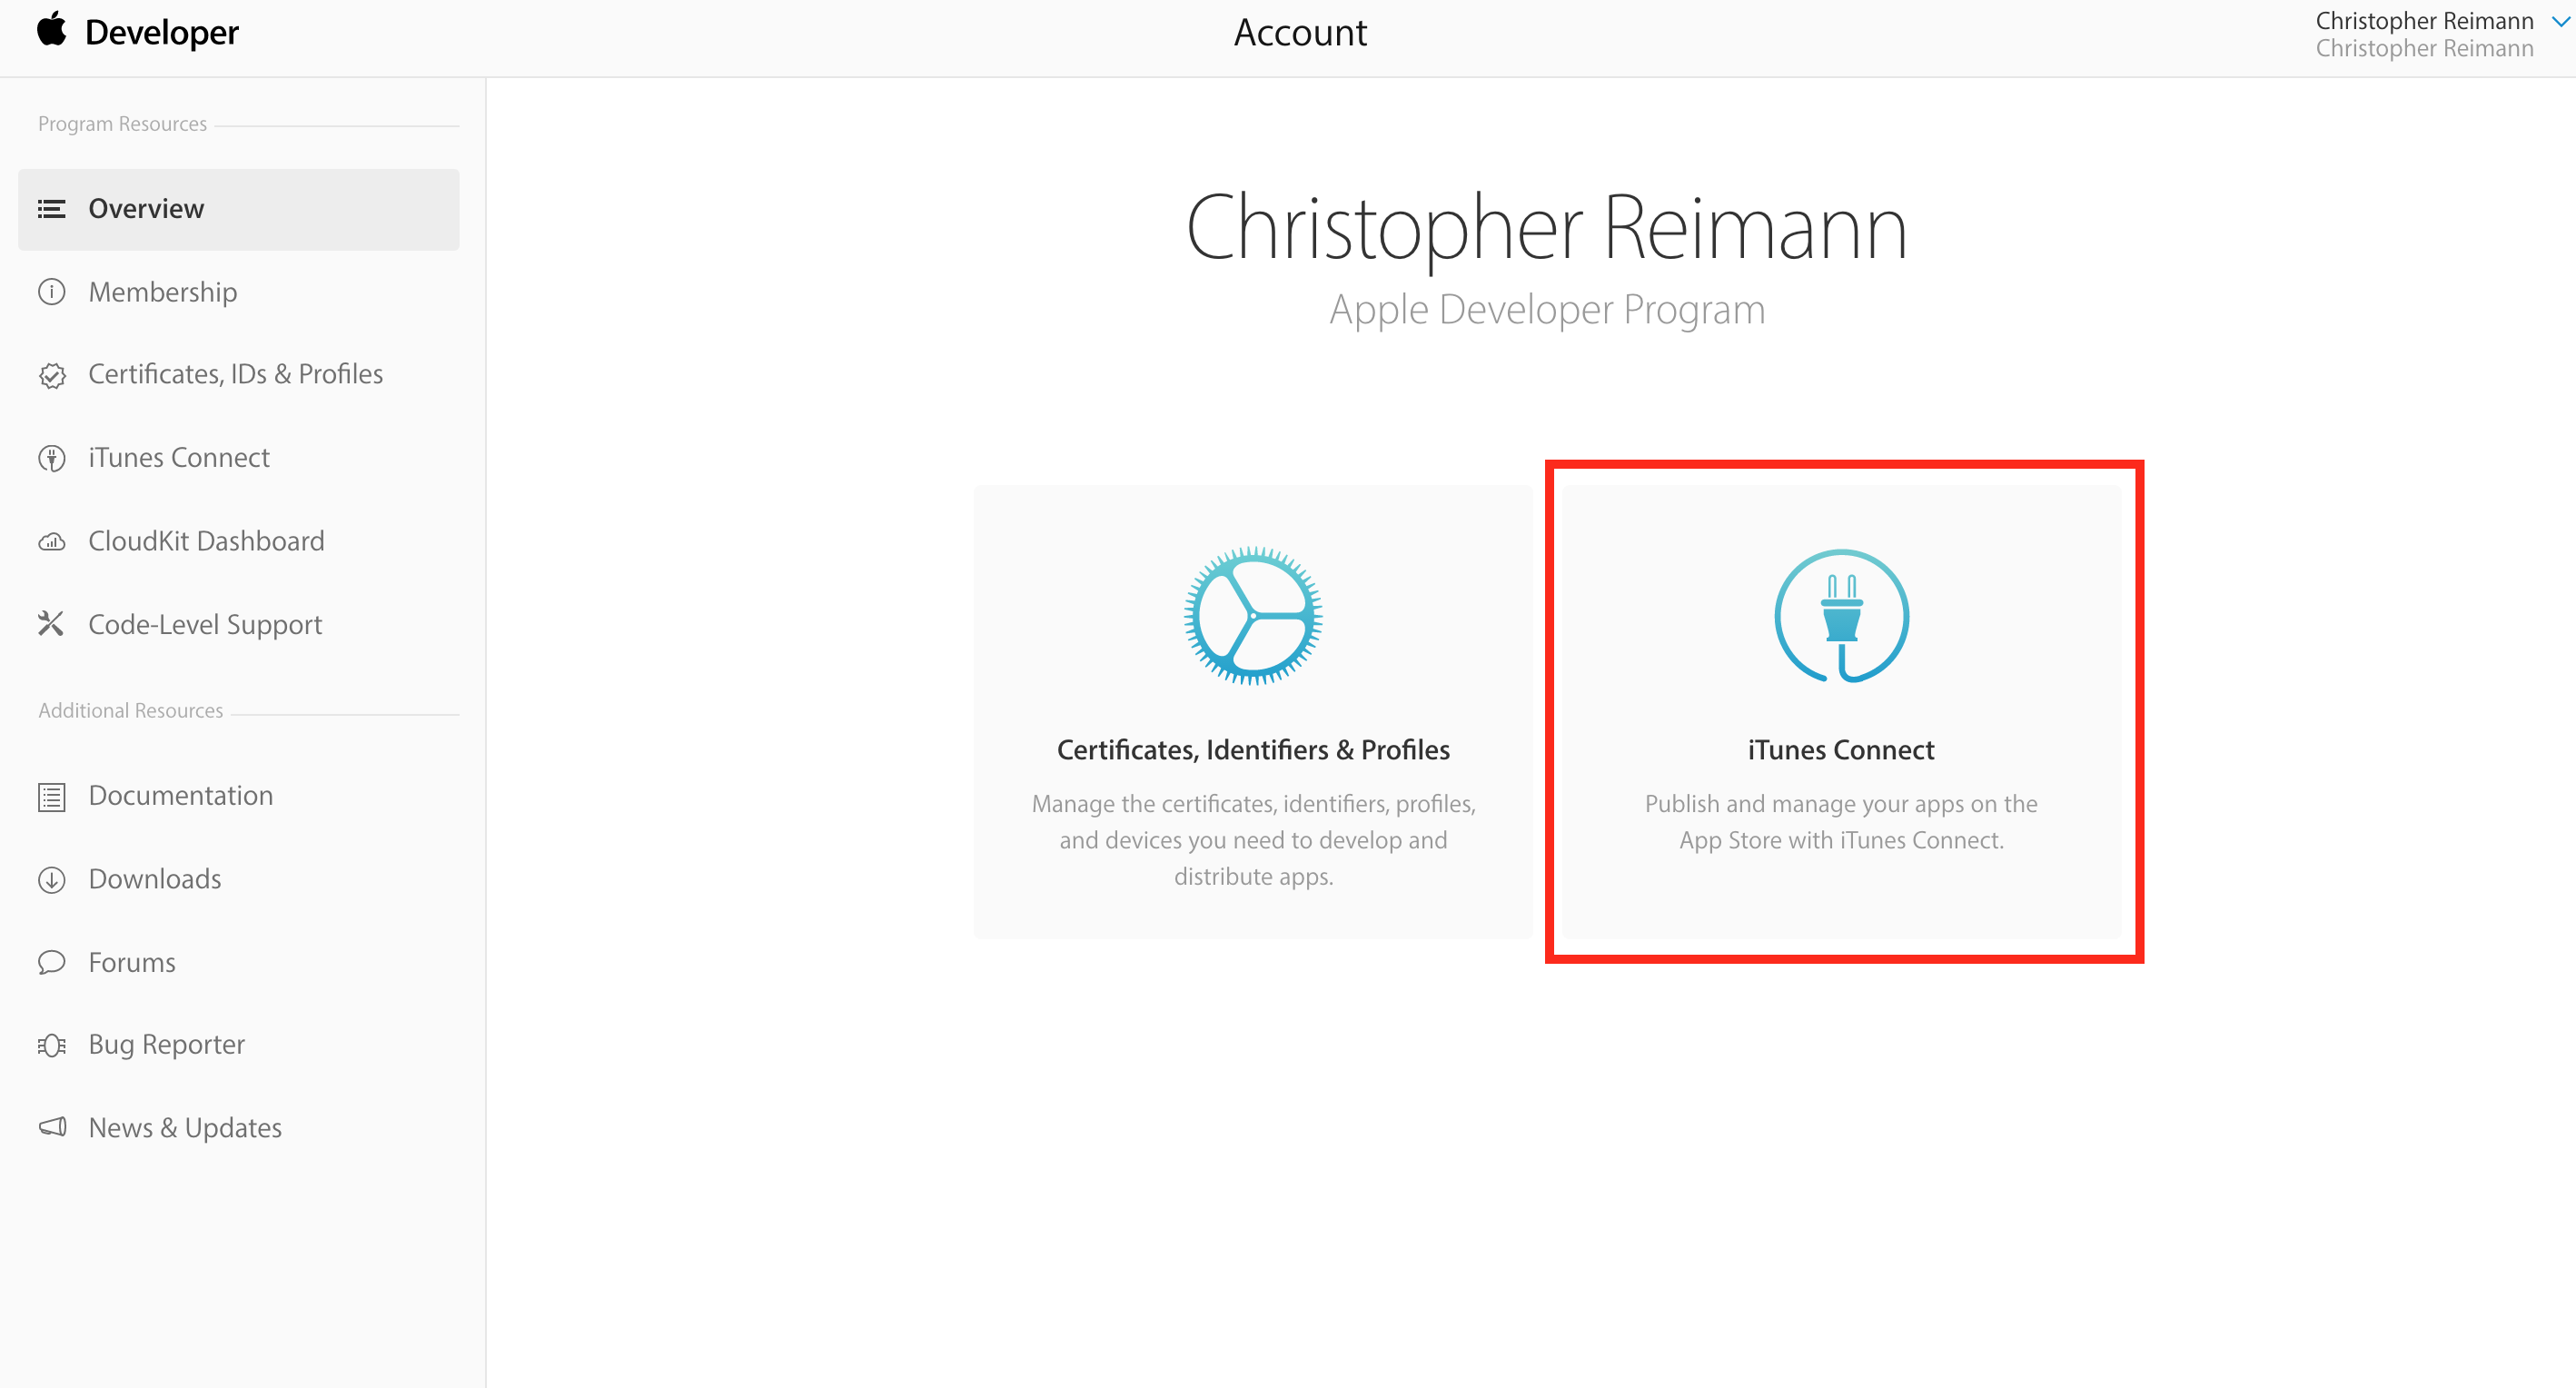 Developer
Account
Christopher Reimann
Christopher Reimann
Program Resources
Overview
Membership
Certificates, IDs & Profiles
iTunes Connect
CloudKit Dashboard
Code-Level Support
Additional Resources
Documentation
Downloads
Forums
Bug Reporter
News & Updates
Christopher Reimann
Apple Developer Program
Certificates, Identifiers & Profiles
Manage the certificates, identifiers, profiles,
and devices you need to develop and
distribute apps.
iTunes Connect
Publish and manage your apps on the
App Store with iTunes Connect.